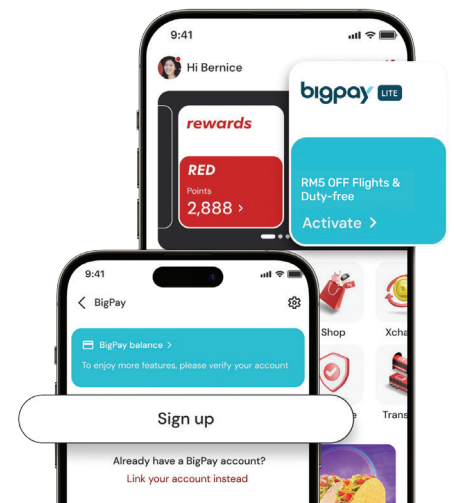 9:41
Hi Bernice
bigpay LITE
rewards
RED
Points
2,888 >
RM5 OFF Flights &
Duty-free
Activate >
9:41
< BigPay
Shop
BigPay balance >
To enjoy more features, please verify your account
Sign up
Already have a BigPay account?
Link your account instead